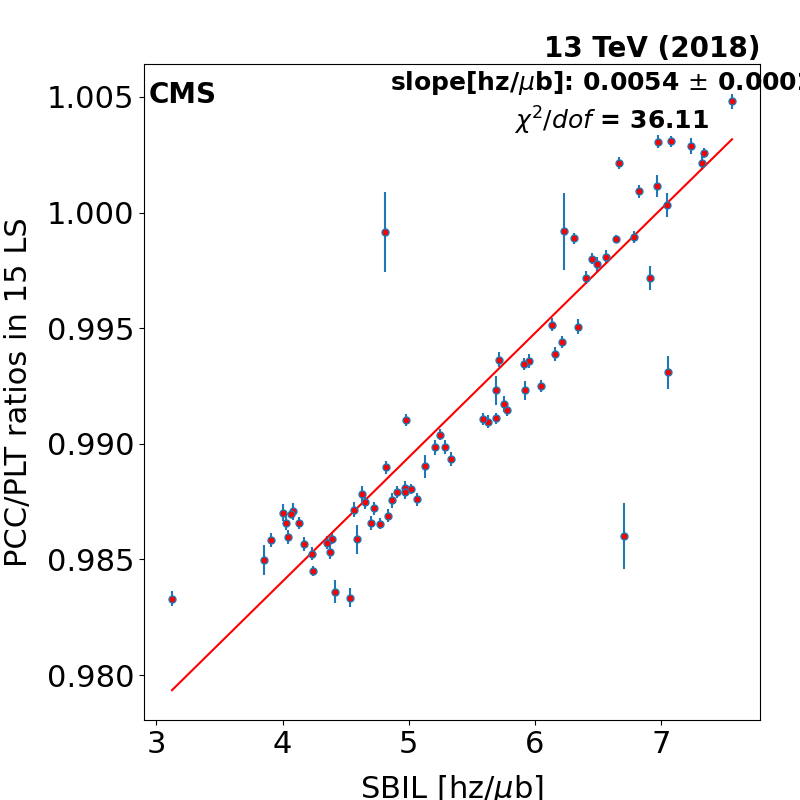 13 TeV (2018)
CMS
slope[hz/μb]: 0.0054 ± 0.000
χ²/dof = 36.11
1.005
1.000
0.995
0.990
0.985
0.980
PCC/PLT ratios in 15 LS
3 4 5 6 7
SBIL [hz/μb]